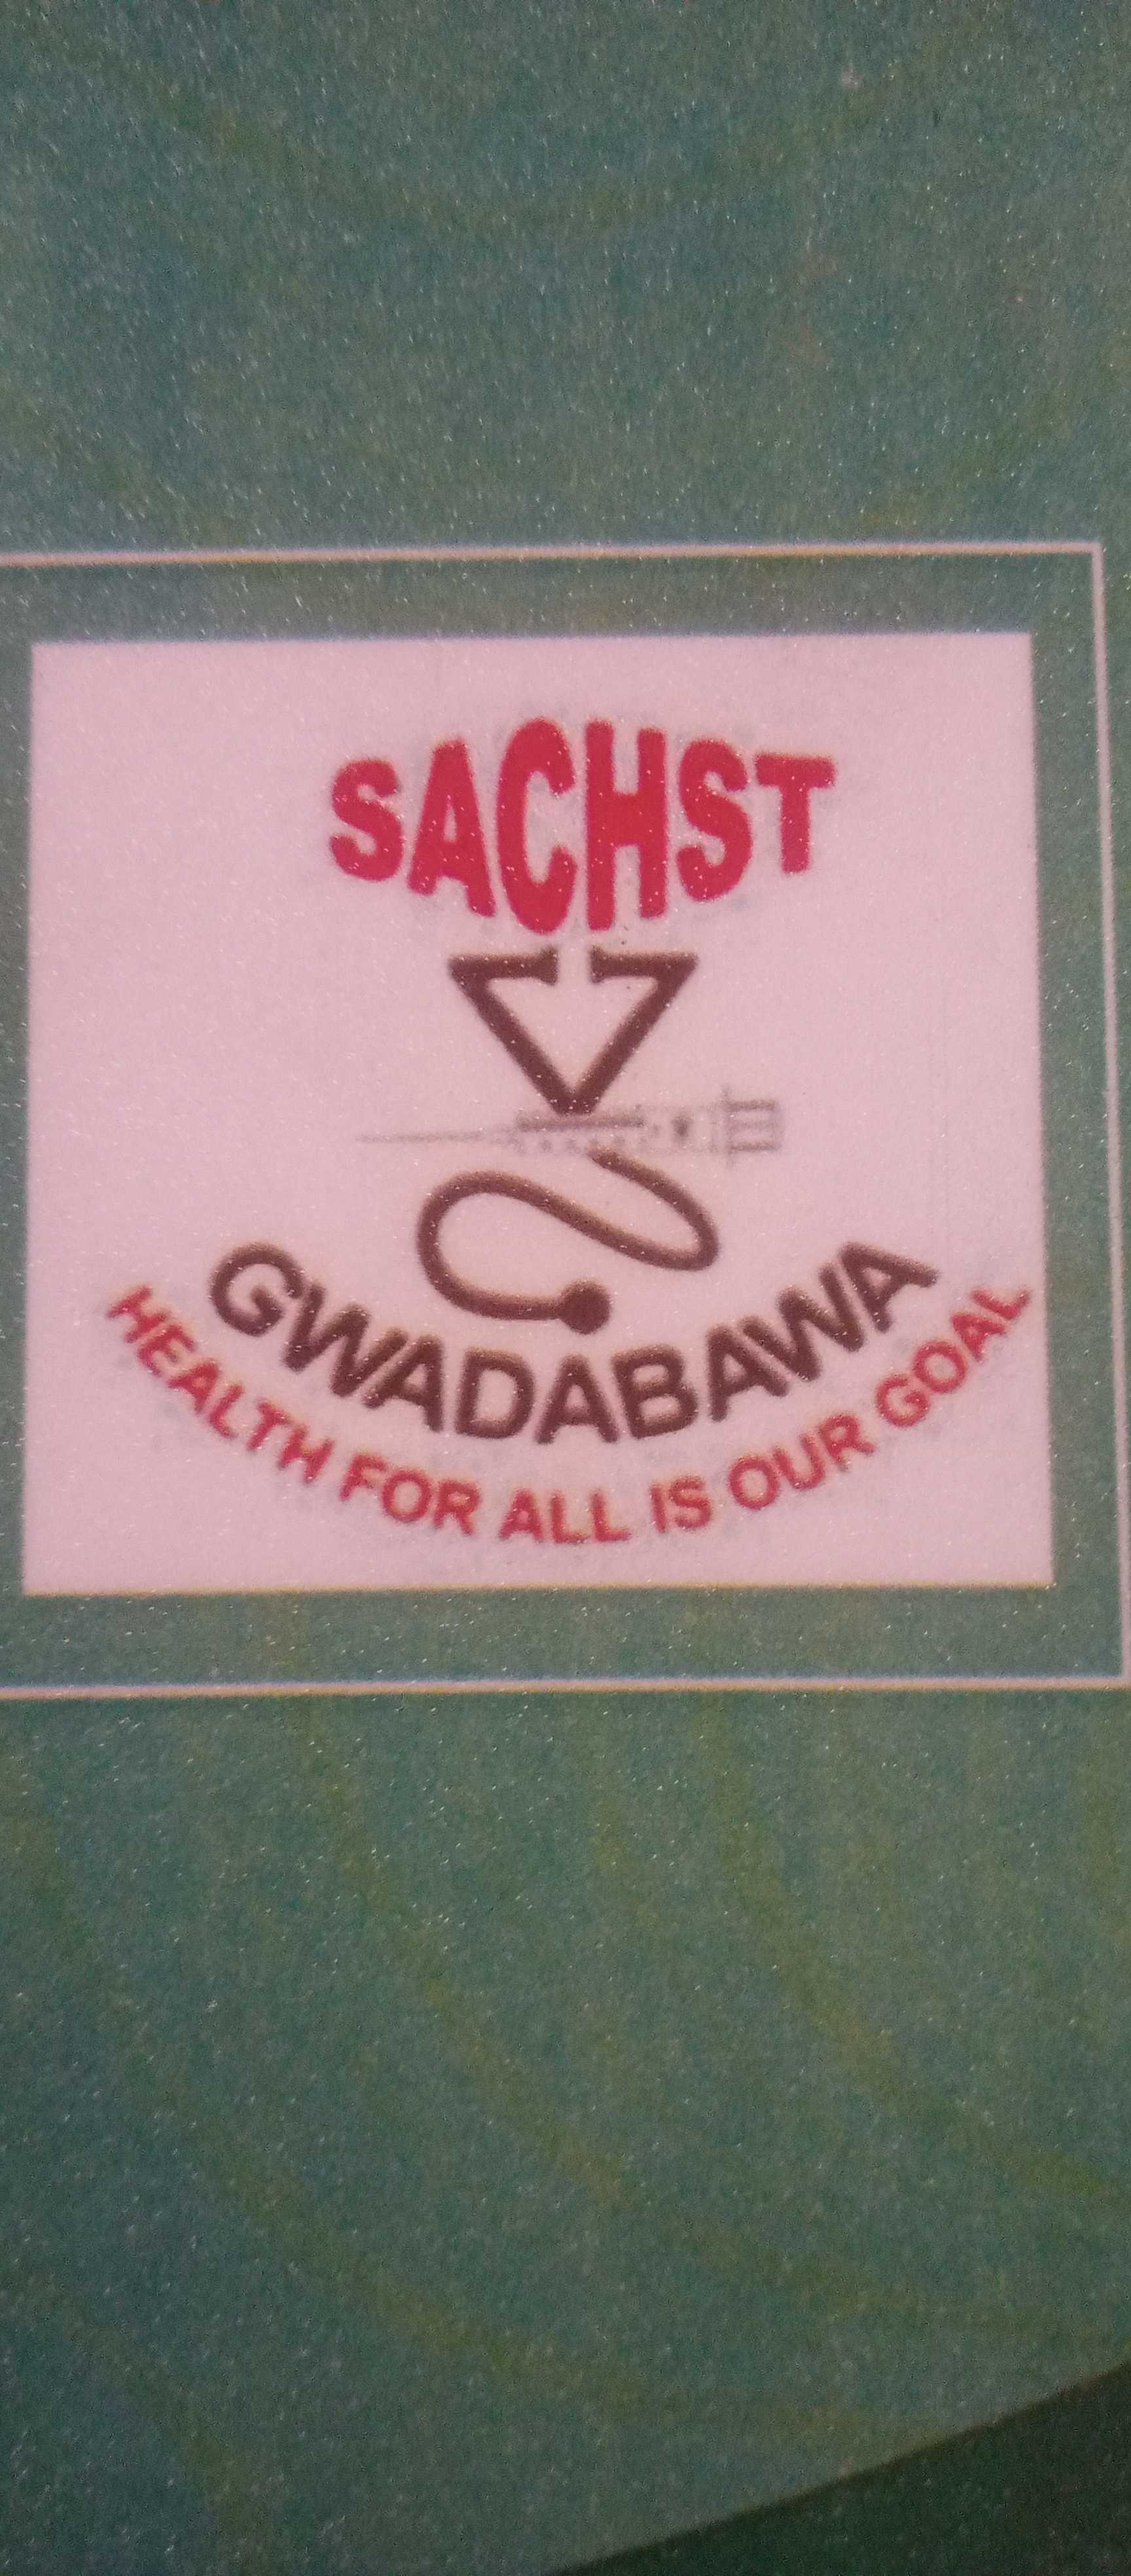 SACHST
GWADABAWA
HEALTH FOR ALL IS OUR GOAL